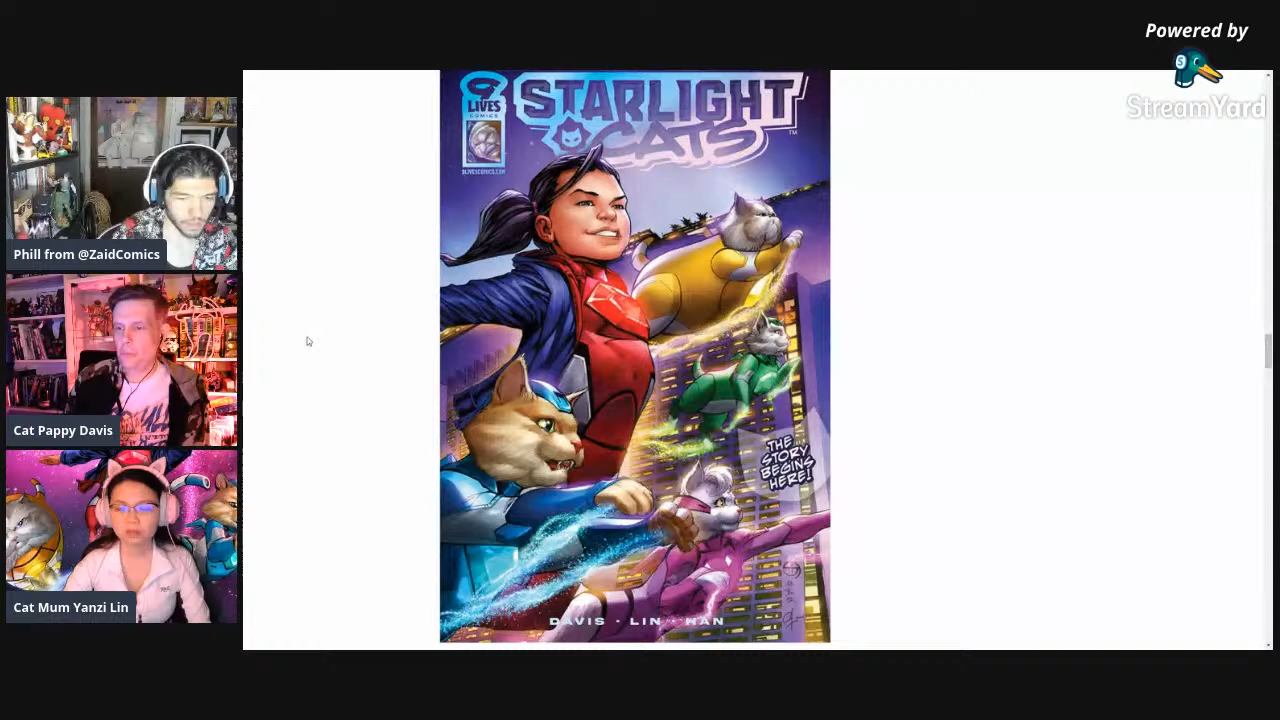 Powered by
StreamYard
Phill from @ZaidComics
Cat Pappy Davis
Cat Mum Yanzi Lin
9
LIVES
COMICS
9LIVESCOMICS.COM
STARLIGHT
CATS
TM
THE
STORY
BEGINS
HERE!
DAVIS · LIN · HAN